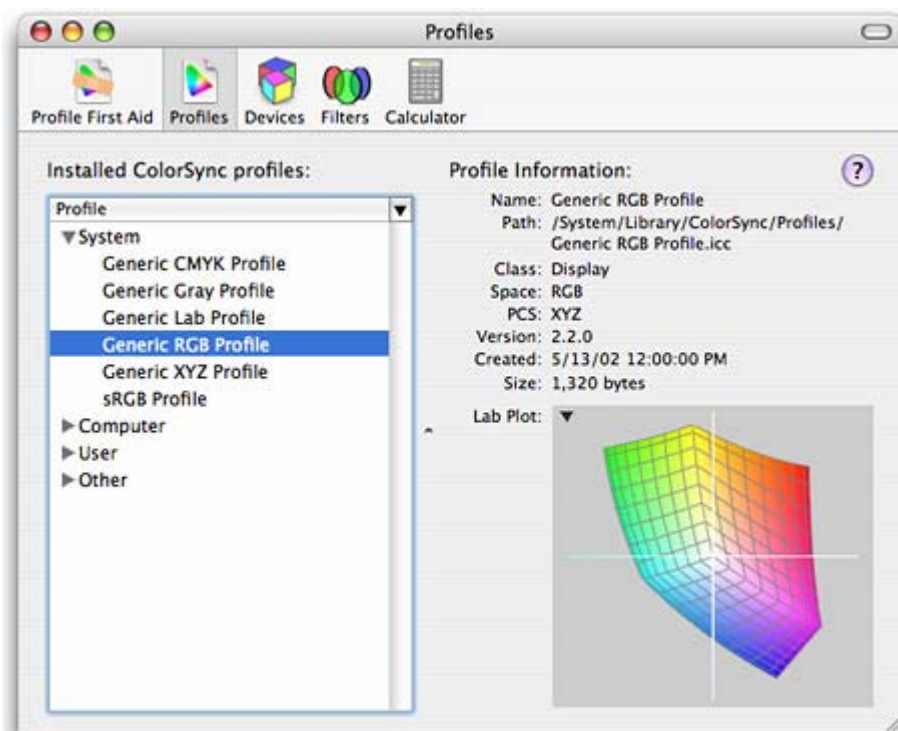 Profiles
Profile First Aid
Profiles
Devices
Filters
Calculator
Installed ColorSync profiles:
Profile
System
Generic CMYK Profile
Generic Gray Profile
Generic Lab Profile
Generic RGB Profile
Generic XYZ Profile
sRGB Profile
Computer
User
Other
Profile Information:
?
Name: Generic RGB Profile
Path: /System/Library/ColorSync/Profiles/
Generic RGB Profile.icc
Class: Display
Space: RGB
PCS: XYZ
Version: 2.2.0
Created: 5/13/02 12:00:00 PM
Size: 1,320 bytes
Lab Plot: